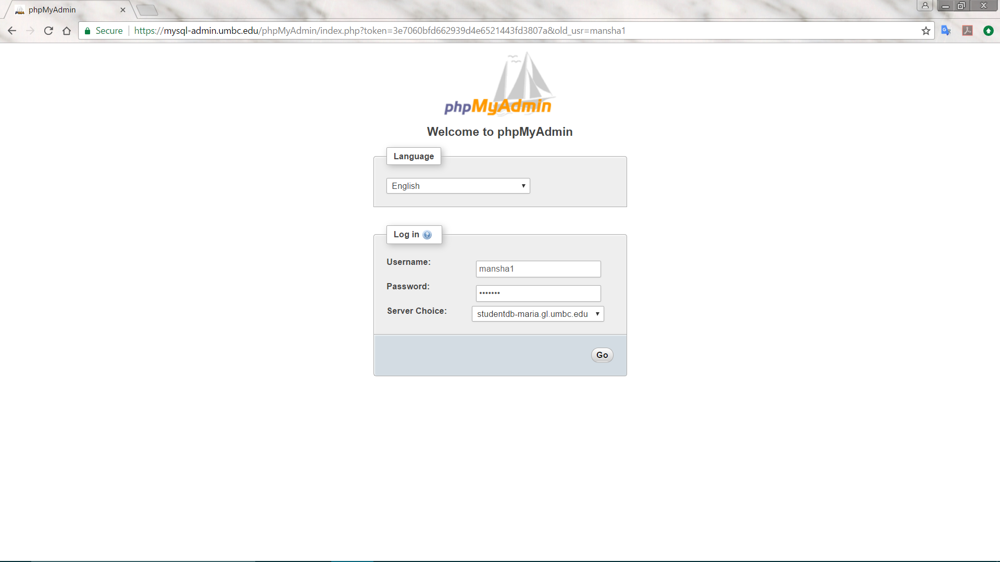 phpMyAdmin
Secure
https://mysql-admin.umbc.edu/phpMyAdmin/index.php?token=3e7060bfd662939d4e6521443fd3807a&old_usr=mansha1
phpMyAdmin
Welcome to phpMyAdmin
Language
English
Log in
Username:
mansha1
Password:
•••••••
Server Choice:
studentdb-maria.gl.umbc.edu
Go